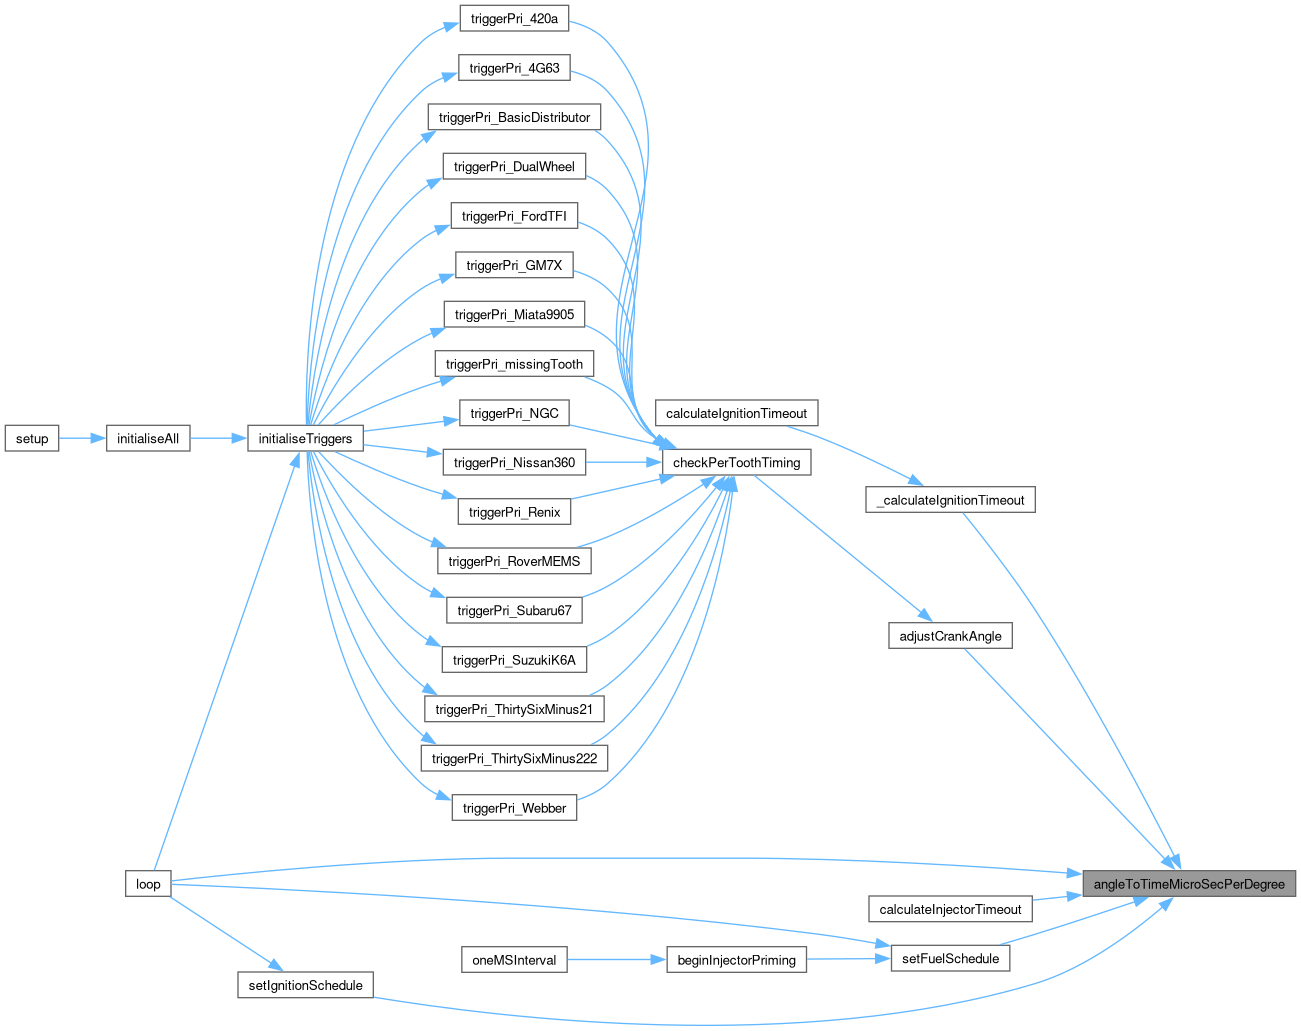 triggerPri_420a
triggerPri_4G63
triggerPri_BasicDistributor
triggerPri_DualWheel
triggerPri_FordTFI
triggerPri_GM7X
triggerPri_Miata9905
triggerPri_missingTooth
triggerPri_NGC
calculateIgnitionTimeout
setup
initialiseAll
initialiseTriggers
triggerPri_Nissan360
checkPerToothTiming
_calculateIgnitionTimeout
triggerPri_Renix
triggerPri_RoverMEMS
triggerPri_Subaru67
adjustCrankAngle
triggerPri_SuzukiK6A
triggerPri_ThirtySixMinus21
triggerPri_ThirtySixMinus222
triggerPri_Webber
loop
angleToTimeMicroSecPerDegree
calculateInjectorTimeout
oneMSInterval
beginInjectorPriming
setFuelSchedule
setIgnitionSchedule